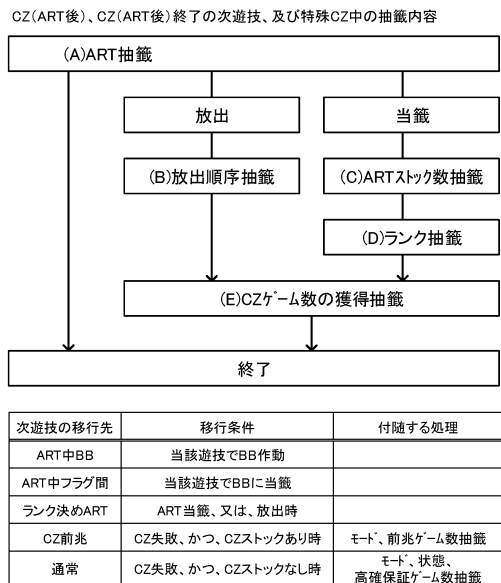 CZ(ART後)、CZ(ART後)終了の次遊技、及び特殊CZ中の抽籤内容
(A)ART抽籤
放出
当籤
(B)放出順序抽籤
(C)ARTｽﾄｯｸ数抽籤
(D)ランク抽籤
(E)CZｹﾞｰﾑ数の獲得抽籤
終了
次遊技の移行先 移行条件 付随する処理
ART中BB 当該遊技でBB作動
ART中フラグ間 当該遊技でBBに当籤
ランク決めART ART当籤、又は、放出時
CZ前兆 CZ失敗、かつ、CZストックあり時 ﾓｰﾄﾞ、前兆ｹﾞｰﾑ数抽籤
通常 CZ失敗、かつ、CZストックなし時 ﾓｰﾄﾞ、状態、
高確保証ｹﾞｰﾑ数抽籤